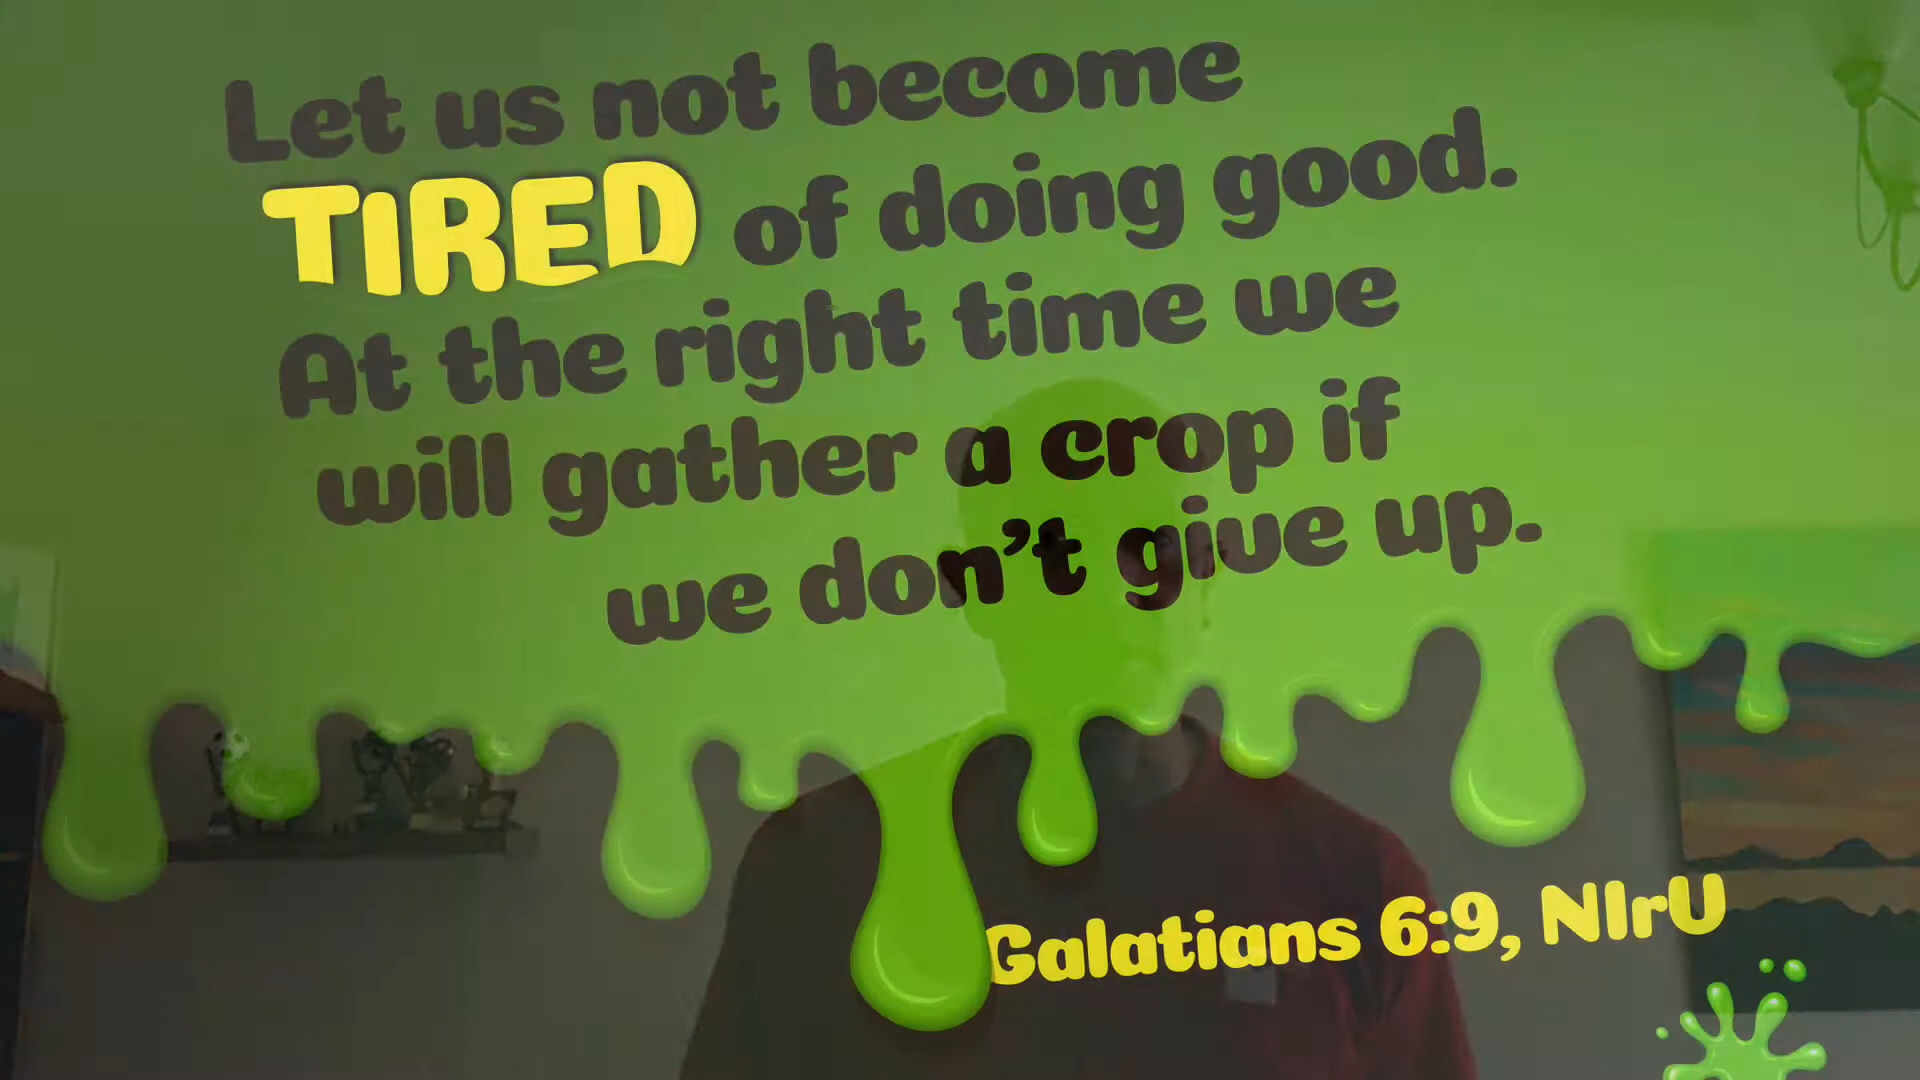 Let us not become
TIRED of doing good.
At the right time we
will gather a crop if
we don't give up.
Galatians 6:9, NIrU